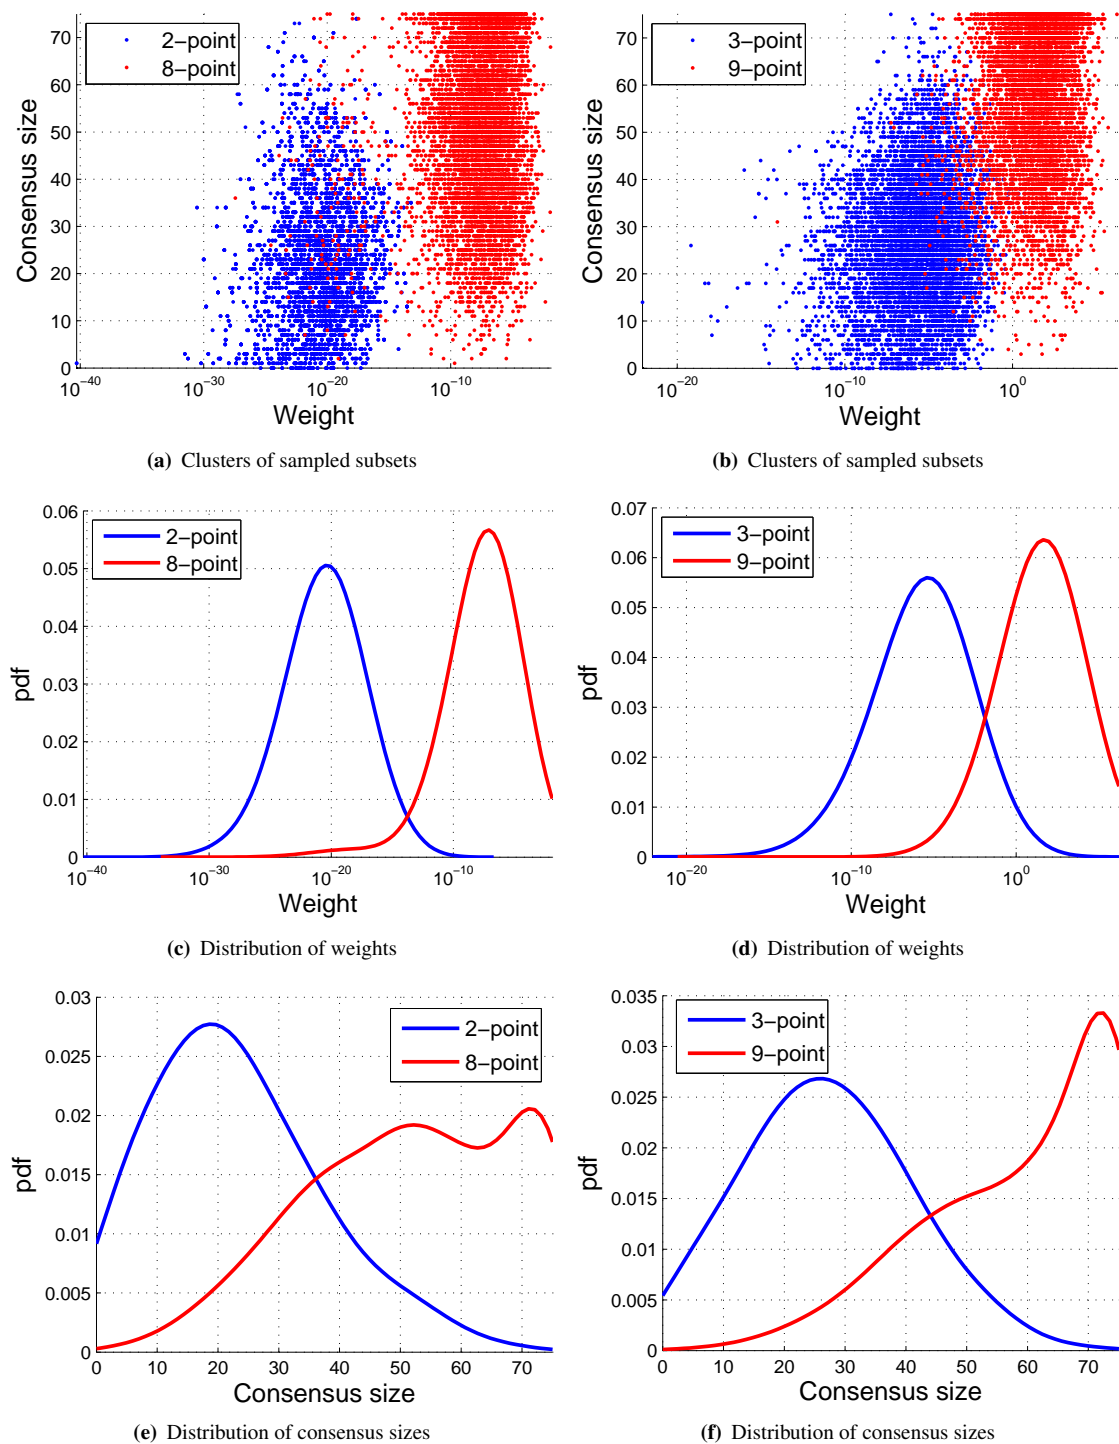 70
60
50
40
30
20
10
0
Consensus size
2−point
8−point
10−40
10−30
10−20
10−10
Weight
(a) Clusters of sampled subsets
70
60
50
40
30
20
10
0
Consensus size
3−point
9−point
10−20
10−10
100
Weight
(b) Clusters of sampled subsets
0.06
0.05
0.04
0.03
0.02
0.01
0
pdf
2−point
8−point
10−40
10−30
10−20
10−10
Weight
(c) Distribution of weights
0.07
0.06
0.05
0.04
0.03
0.02
0.01
0
pdf
3−point
9−point
10−20
10−10
100
Weight
(d) Distribution of weights
0.03
0.025
0.02
0.015
0.01
0.005
0
pdf
2−point
8−point
0 10 20 30 40 50 60 70
Consensus size
(e) Distribution of consensus sizes
0.035
0.03
0.025
0.02
0.015
0.01
0.005
0
pdf
3−point
9−point
0 10 20 30 40 50 60 70
Consensus size
(f) Distribution of consensus sizes